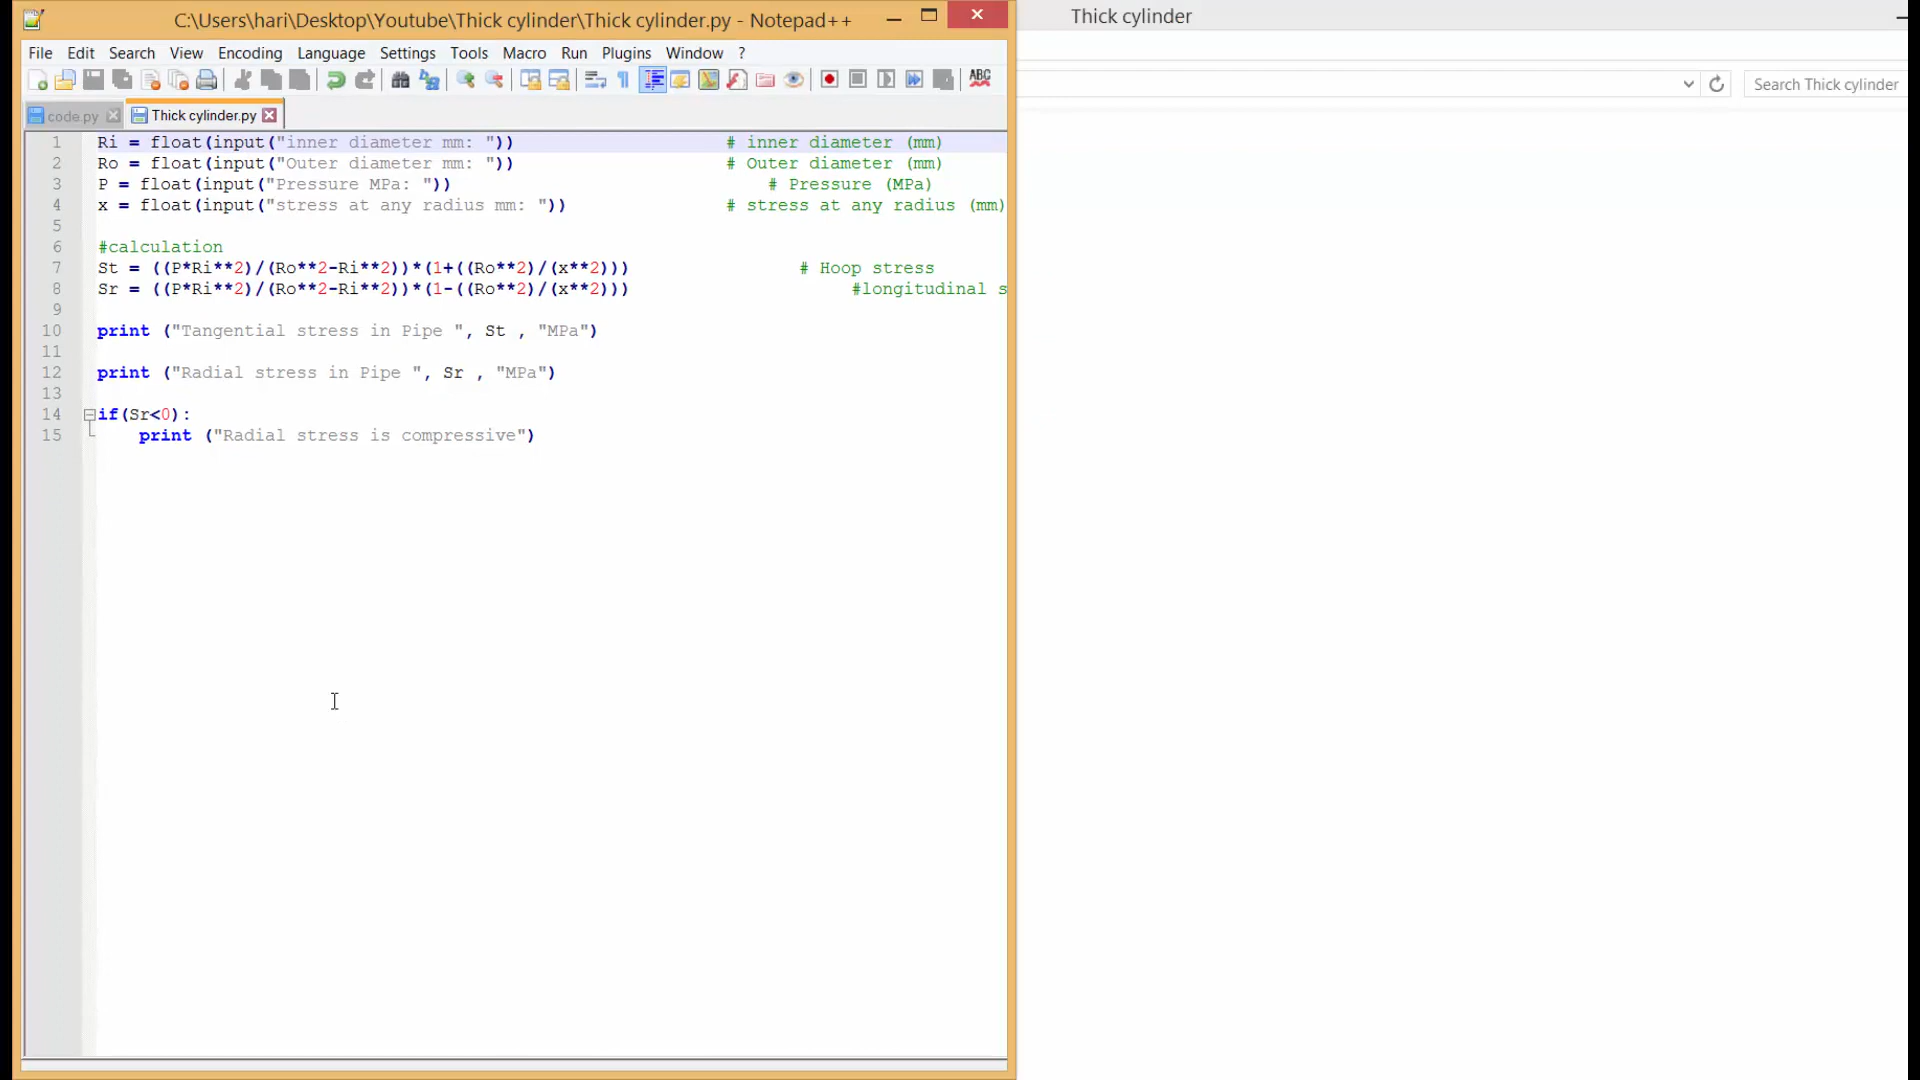 C:\Users\hari\Desktop\Youtube\Thick cylinder\Thick cylinder.py - Notepad++
Thick cylinder
File Edit Search View Encoding Language Settings Tools Macro Run Plugins Window ?
ABC
Search Thick cylinder
code.py Thick cylinder.py
1 Ri = float(input("inner diameter mm: ")) # inner diameter (mm)
2 Ro = float(input("Outer diameter mm: ")) # Outer diameter (mm)
3 P = float(input("Pressure MPa: ")) # Pressure (MPa)
4 x = float(input("stress at any radius mm: ")) # stress at any radius (mm)
5
6 #calculation
7 St = ((P*Ri**2)/(Ro**2-Ri**2))*(1+((Ro**2)/(x**2))) # Hoop stress
8 Sr = ((P*Ri**2)/(Ro**2-Ri**2))*(1-((Ro**2)/(x**2))) #longitudinal s
9
10 print ("Tangential stress in Pipe ", St , "MPa")
11
12 print ("Radial stress in Pipe ", Sr , "MPa")
13
14 if(Sr<0):
15 print ("Radial stress is compressive")